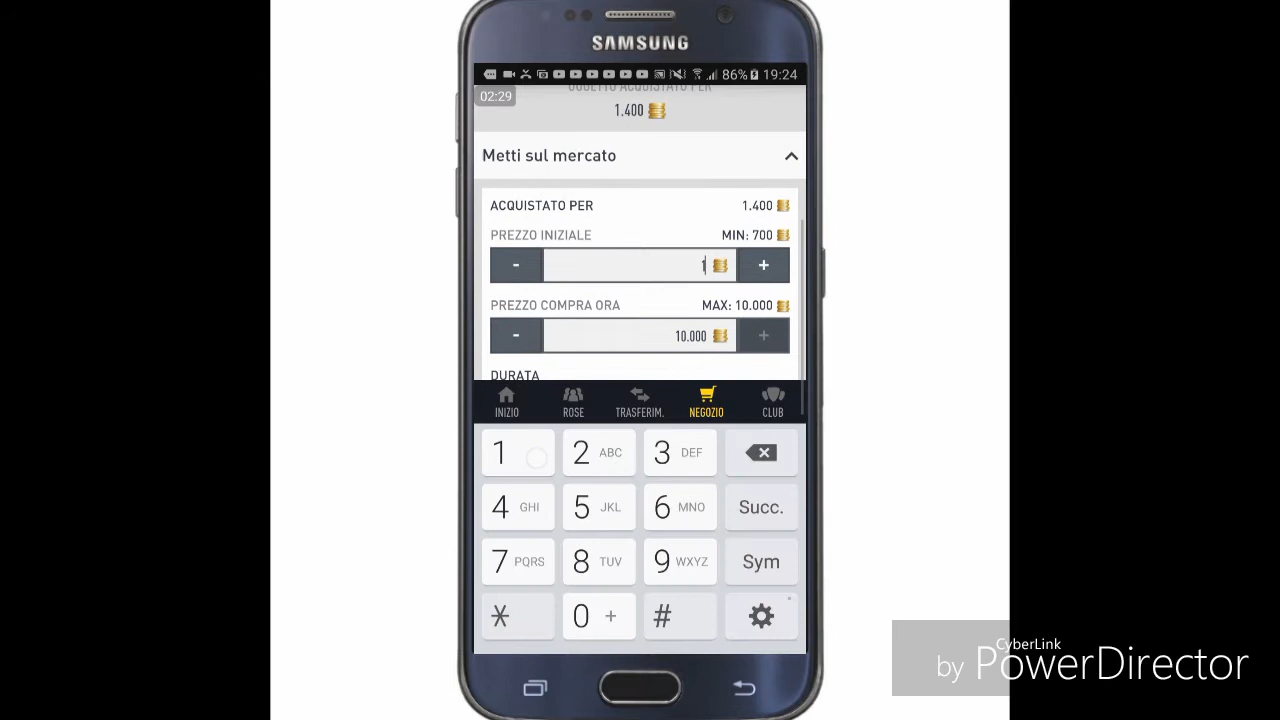 SAMSUNG
86% 19:24
02:29
OGGETTO ACQUISTATO PER
1.400
Metti sul mercato
ACQUISTATO PER 1.400
PREZZO INIZIALE MIN: 700
- 1 +
PREZZO COMPRA ORA MAX: 10.000
- 10.000 +
DURATA
INIZIO ROSE TRASFERIM. NEGOZIO CLUB
1 2 ABC 3 DEF
4 GHI 5 JKL 6 MNO Succ.
7 PQRS 8 TUV 9 WXYZ Sym
* 0 + #
CyberLink
by PowerDirector